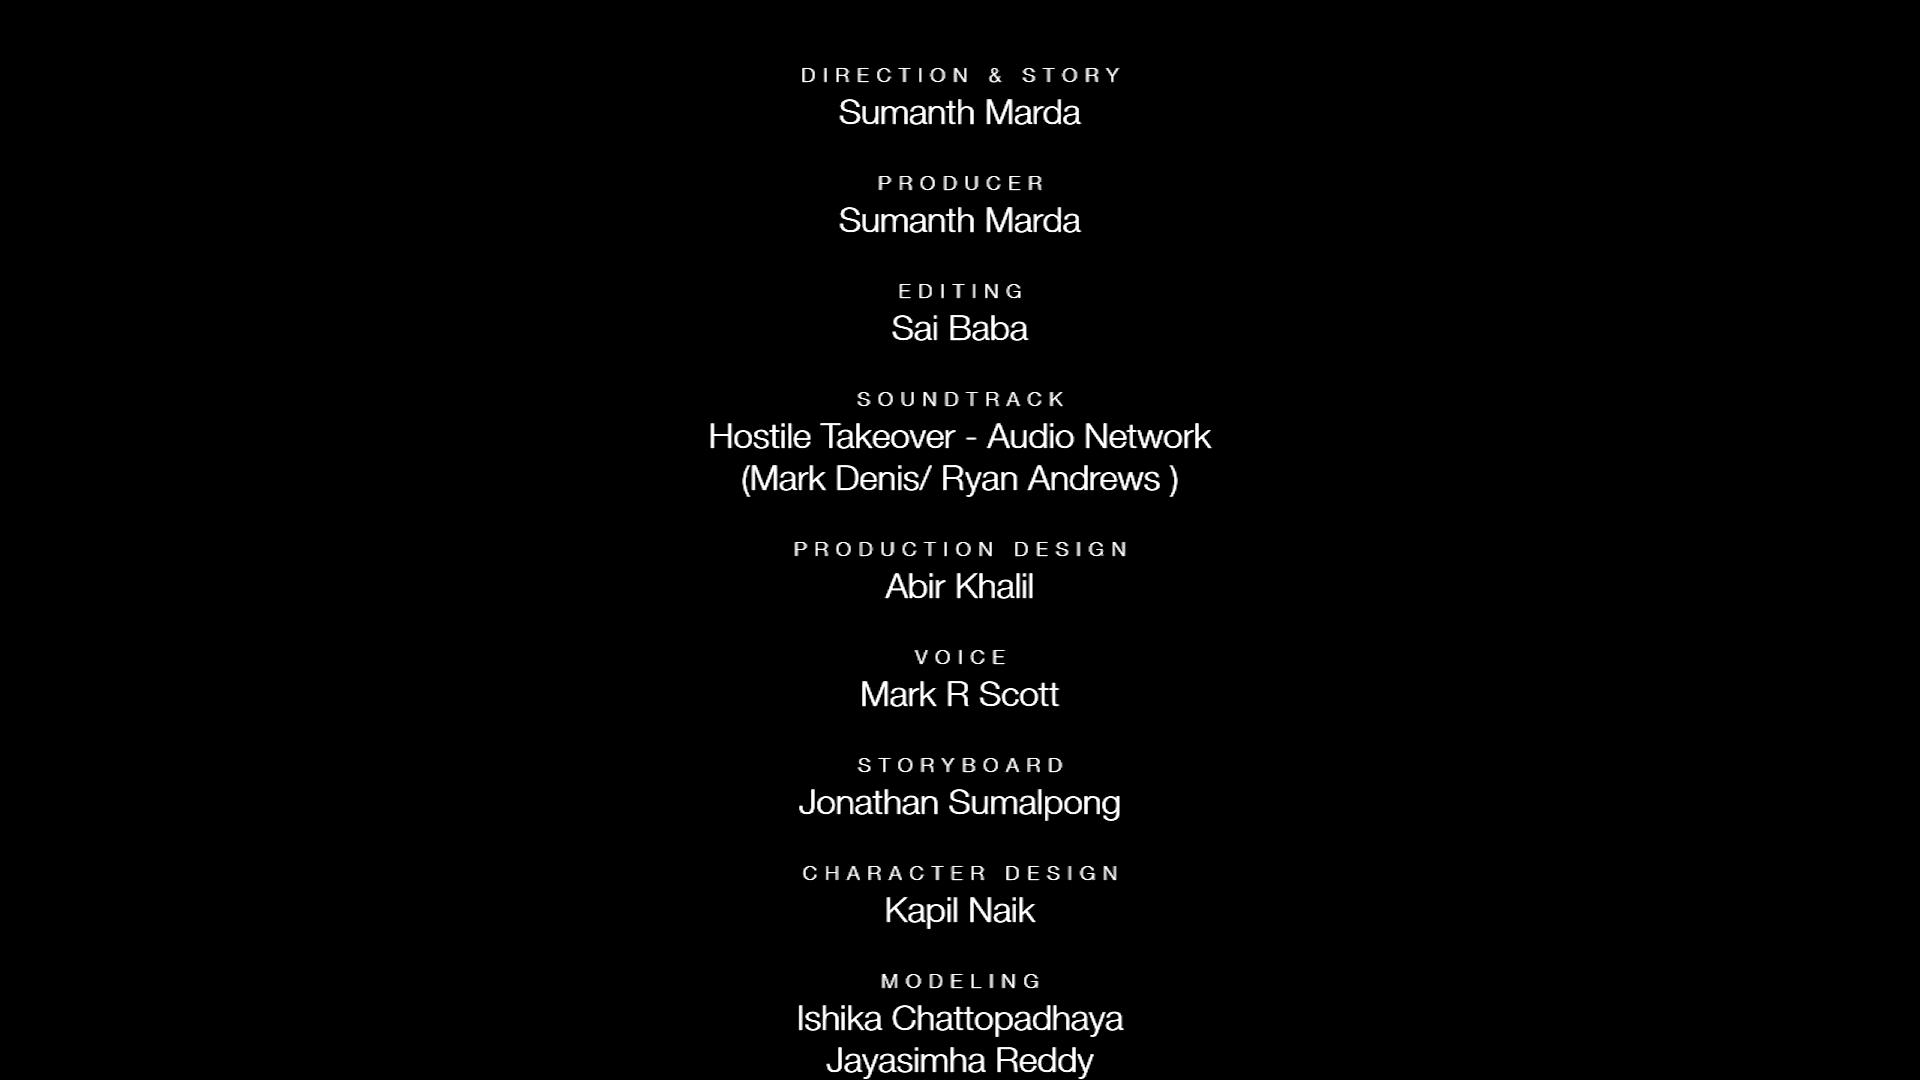 DIRECTION & STORY
Sumanth Marda
PRODUCER
Sumanth Marda
EDITING
Sai Baba
SOUNDTRACK
Hostile Takeover - Audio Network
(Mark Denis/ Ryan Andrews )
PRODUCTION DESIGN
Abir Khalil
VOICE
Mark R Scott
STORYBOARD
Jonathan Sumalpong
CHARACTER DESIGN
Kapil Naik
MODELING
Ishika Chattopadhaya
Jayasimha Reddy